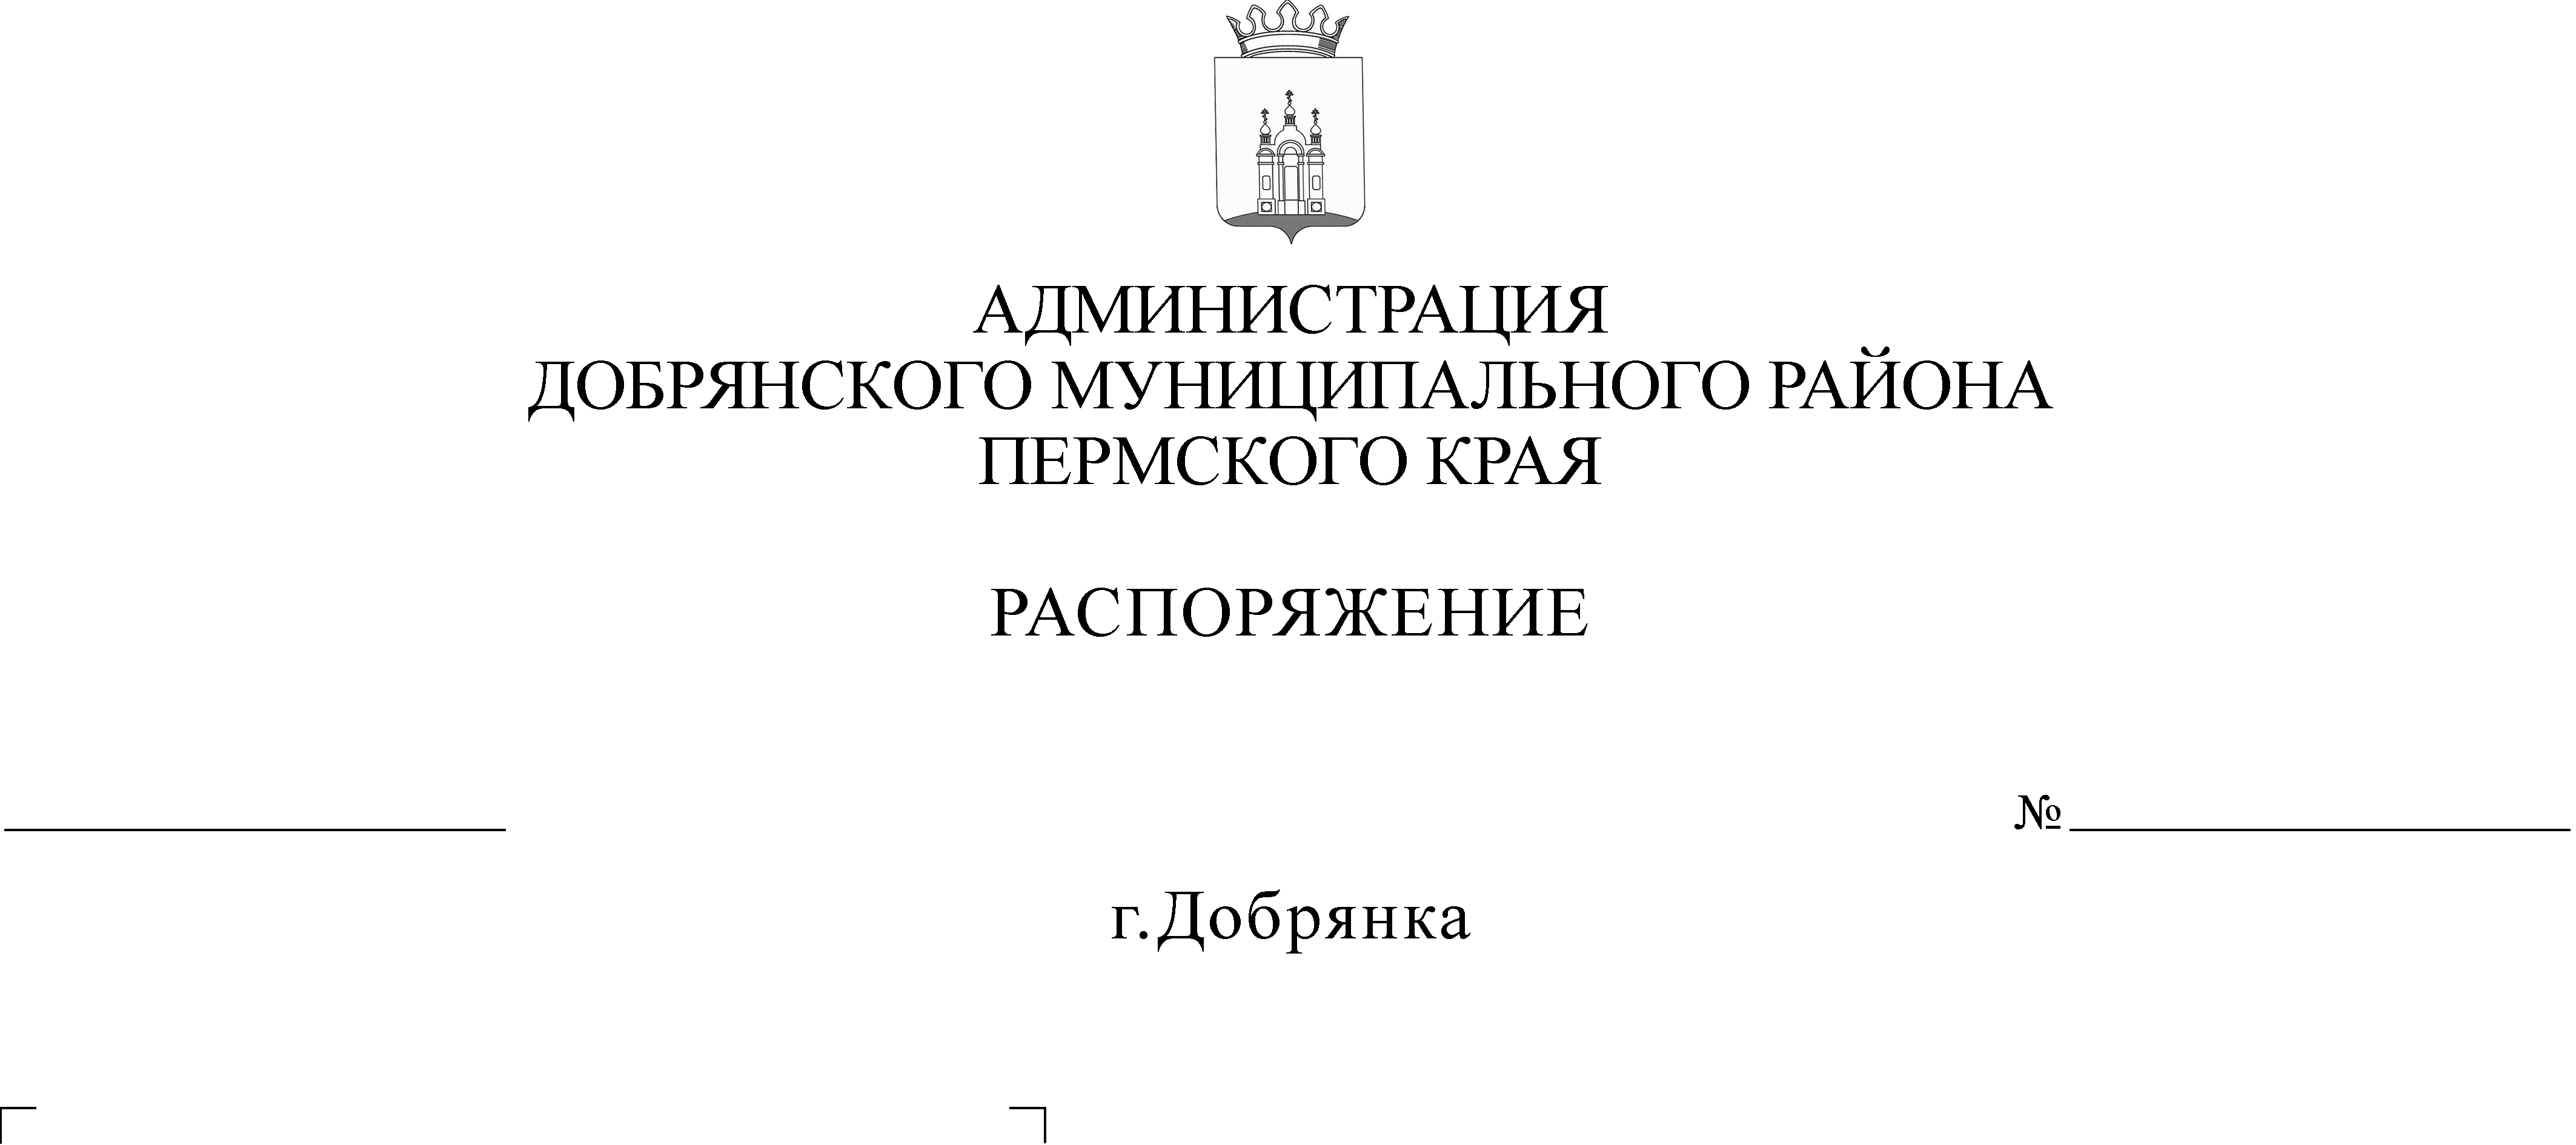 АДМИНИСТРАЦИЯ
ДОБРЯНСКОГО МУНИЦИПАЛЬНОГО РАЙОНА
ПЕРМСКОГО КРАЯ
РАСПОРЯЖЕНИЕ
№
г.Добрянка